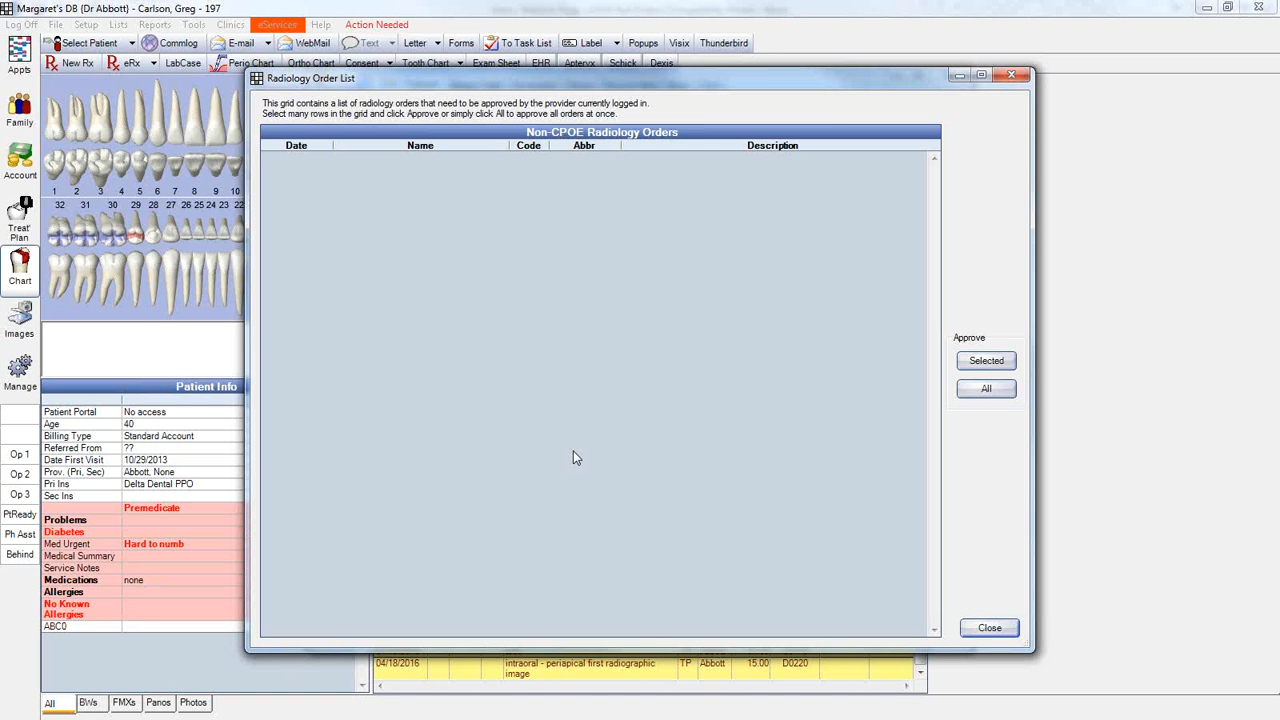 Margaret's DB (Dr Abbott) - Carlson, Greg - 197
Log Off File Setup Lists Reports Tools Clinics eServices Help Action Needed
Select Patient Commlog E-mail WebMail Text Letter Forms To Task List Label Popups Visix Thunderbird
New Rx eRx LabCase Perio Chart Ortho Chart Consent Tooth Chart Exam Sheet EHR Apteryx Schick Dexis
Appts
Family
Account
Treat'
Plan
Chart
Images
Manage
Op 1
Op 2
Op 3
PtReady
Ph Asst
Behind
1 2 3 4 5 6 7 8 9 10
32 31 30 29 28 27 26 25 24 23 22
Patient Info
Patient Portal No access
Age 40
Billing Type Standard Account
Referred From ??
Date First Visit 10/29/2013
Prov. (Pri, Sec) Abbott, None
Pri Ins Delta Dental PPO
Sec Ins
Premedicate
Problems
Diabetes
Med Urgent Hard to numb
Medical Summary
Service Notes
Medications none
Allergies
No Known
Allergies
ABC0
All BWs FMXs Panos Photos
Radiology Order List
This grid contains a list of radiology orders that need to be approved by the provider currently logged in.
Select many rows in the grid and click Approve or simply click All to approve all orders at once.
Non-CPOE Radiology Orders
Date Name Code Abbr Description
Approve
Selected
All
Close
04/18/2016 intraoral - periapical first radiographic TP Abbott 15.00 D0220
image